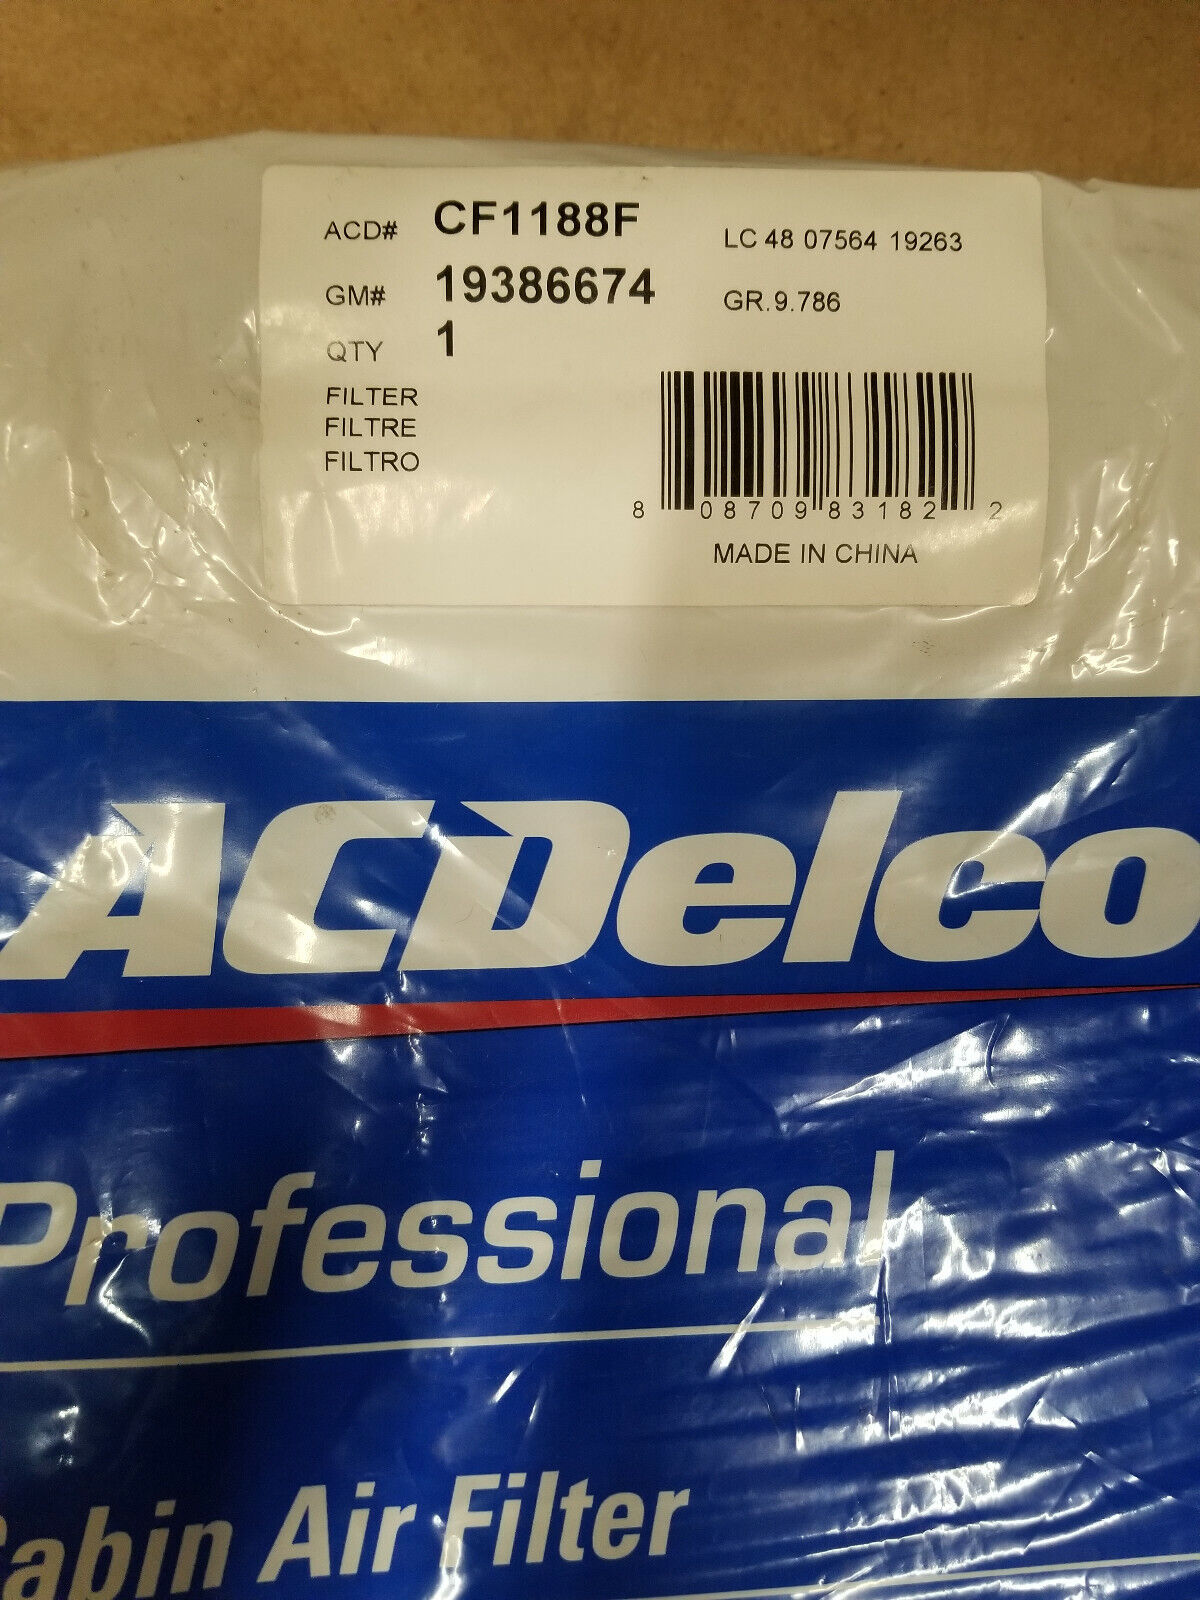 ACD# CF1188F LC 48 07564 19263
GM# 19386674 GR.9.786
QTY 1
FILTER
FILTRE
FILTRO
8 08709 83182 2
MADE IN CHINA
ACDelco
Professional
Cabin Air Filter